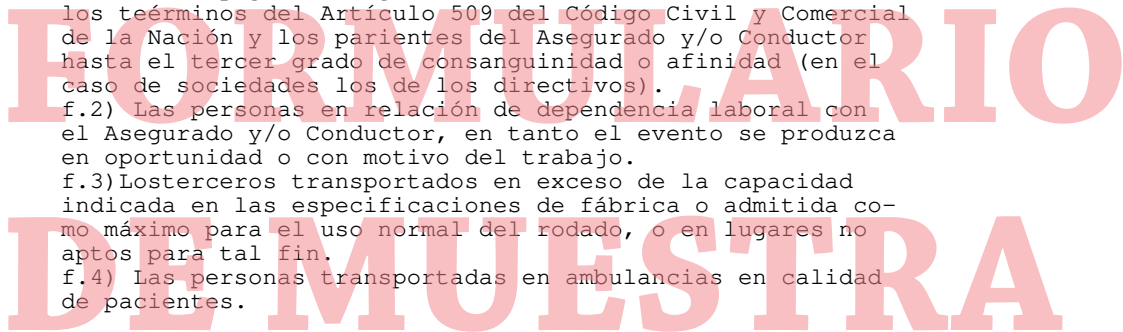 los teérminos del Artículo 509 del Código Civil y Comercial
de la Nación y los parientes del Asegurado y/o Conductor
hasta el tercer grado de consanguinidad o afinidad (en el
caso de sociedades los de los directivos).
f.2) Las personas en relación de dependencia laboral con
el Asegurado y/o Conductor, en tanto el evento se produzca
en oportunidad o con motivo del trabajo.
f.3)Losterceros transportados en exceso de la capacidad
indicada en las especificaciones de fábrica o admitida co-
mo máximo para el uso normal del rodado, o en lugares no
aptos para tal fin.
f.4) Las personas transportadas en ambulancias en calidad
de pacientes.
FORMULARIO
DE MUESTRA